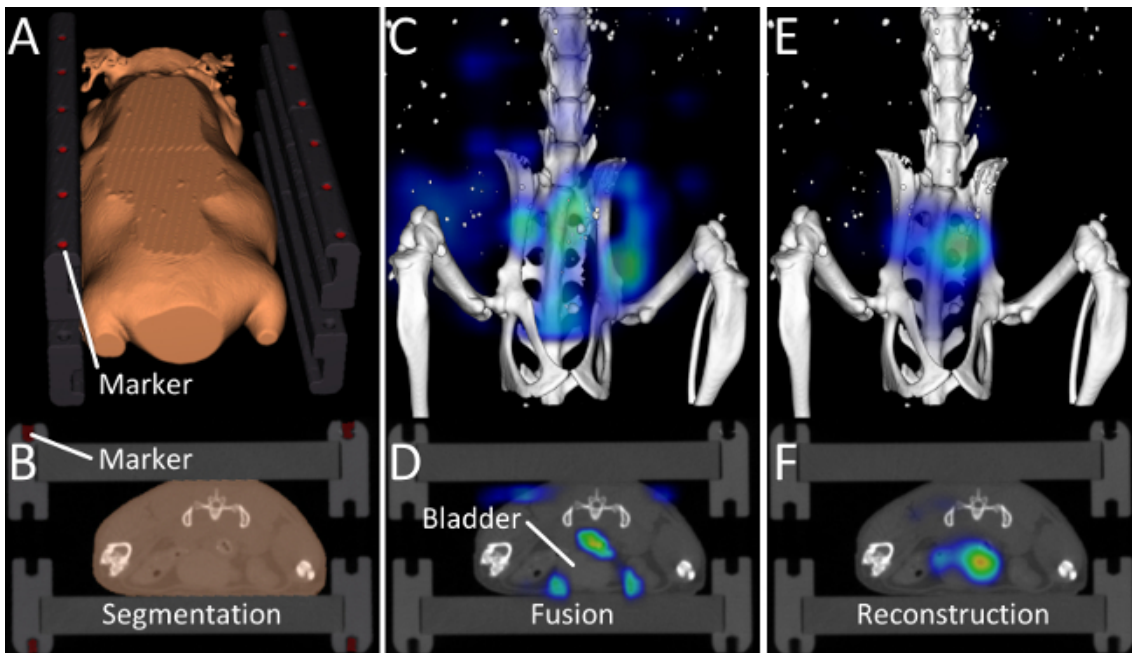 A
Marker
B
Marker
Segmentation
C
D
Bladder
Fusion
E
F
Reconstruction